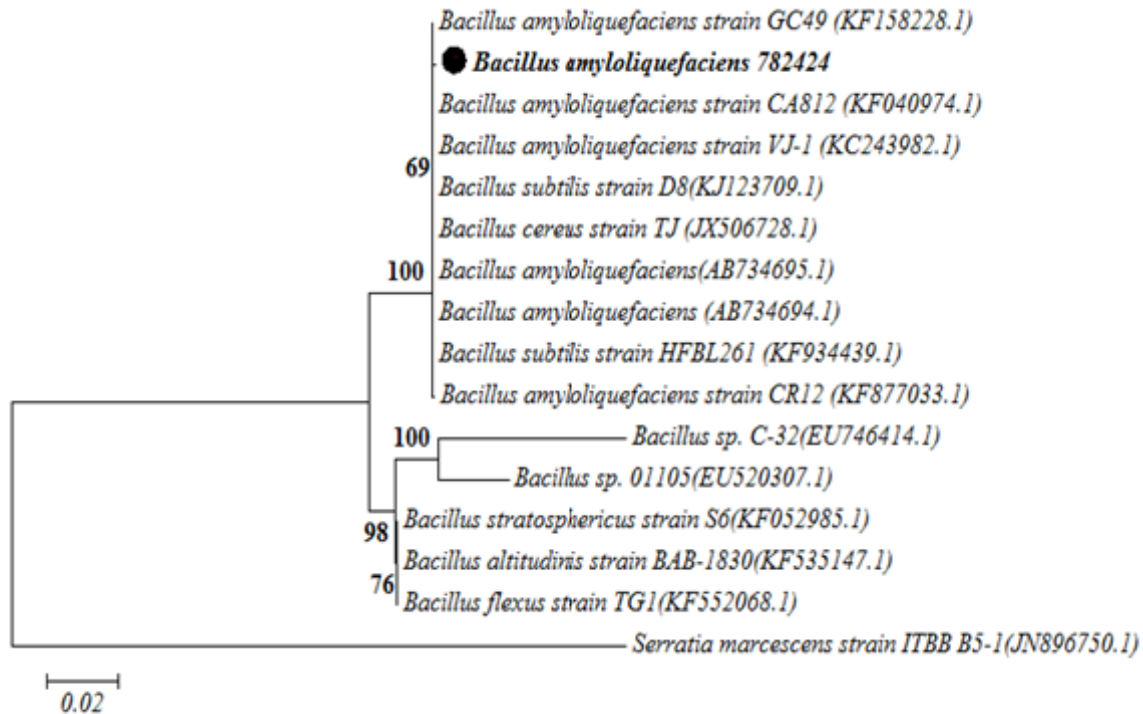 Bacillus amyloliquefaciens strain GC49 (KF158228.1)
Bacillus amyloliquefaciens 782424
Bacillus amyloliquefaciens strain CA812 (KF040974.1)
Bacillus amyloliquefaciens strain VJ-1 (KC243982.1)
69
Bacillus subtilis strain D8(KJ123709.1)
Bacillus cereus strain TJ (JX506728.1)
100 Bacillus amyloliquefaciens(AB734695.1)
Bacillus amyloliquefaciens (AB734694.1)
Bacillus subtilis strain HFBL261 (KF934439.1)
Bacillus amyloliquefaciens strain CR12 (KF877033.1)
100 Bacillus sp. C-32(EU746414.1)
Bacillus sp. 01105(EU520307.1)
Bacillus stratosphericus strain S6(KF052985.1)
98
Bacillus altitudinis strain BAB-1830(KF535147.1)
76
Bacillus flexus strain TG1(KF552068.1)
Serratia marcescens strain ITBB B5-1(JN896750.1)
0.02